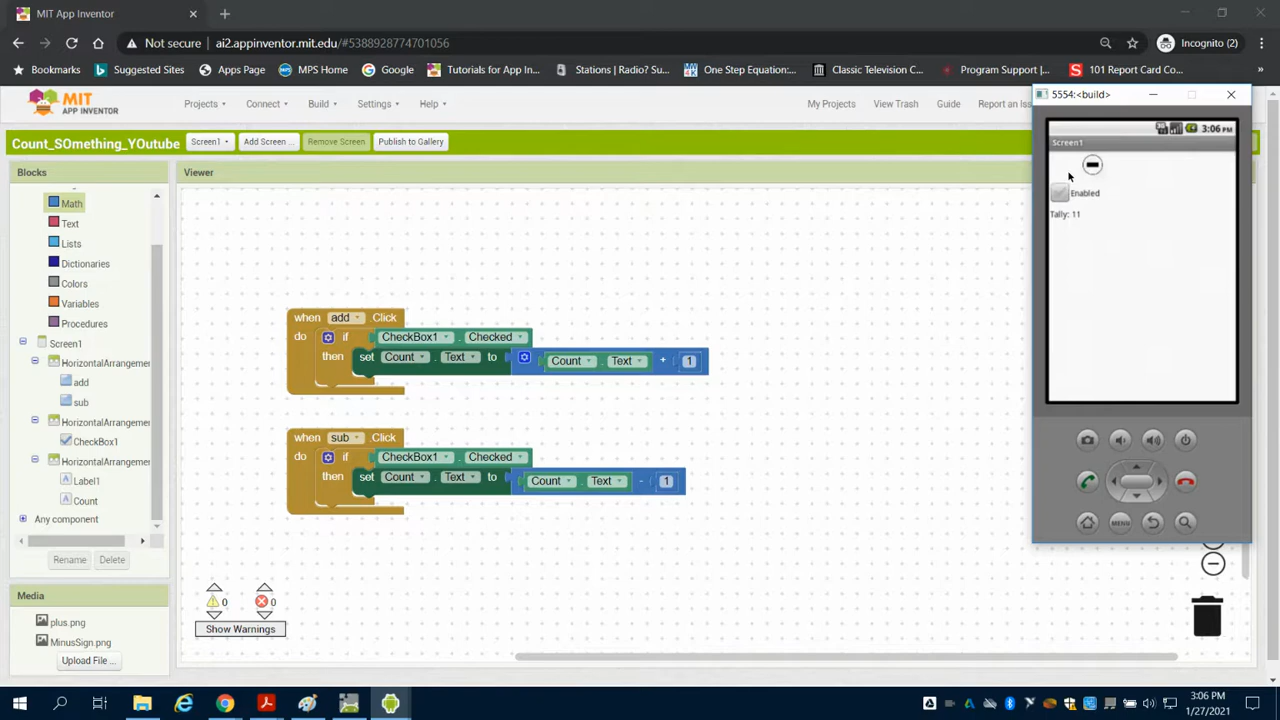 MIT App Inventor
Not secure ai2.appinventor.mit.edu/#5388928774701056 Incognito (2)
Bookmarks Suggested Sites Apps Page MPS Home Google Tutorials for App In... Stations | Radio? Su... One Step Equation:... Classic Television C... Program Support |... 101 Report Card Co...
MIT APP INVENTOR Projects Connect Build Settings Help My Projects View Trash Guide Report an Iss
Count_SOmething_YOutube Screen1 Add Screen ... Remove Screen Publish to Gallery
Blocks
Viewer
Math
Text
Lists
Dictionaries
Colors
Variables
Procedures
Screen1
HorizontalArrangeme
add
sub
HorizontalArrangeme
CheckBox1
HorizontalArrangeme
Label1
Count
Any component
Rename Delete
Media
plus.png
MinusSign.png
Upload File ...
when add .Click
do if CheckBox1 . Checked
then set Count . Text to Count . Text + 1
when sub .Click
do if CheckBox1 . Checked
then set Count . Text to Count . Text - 1
0 0
Show Warnings
5554:<build>
3:06 PM
Screen1
Enabled
Tally: 11
MENU
3:06 PM
1/27/2021